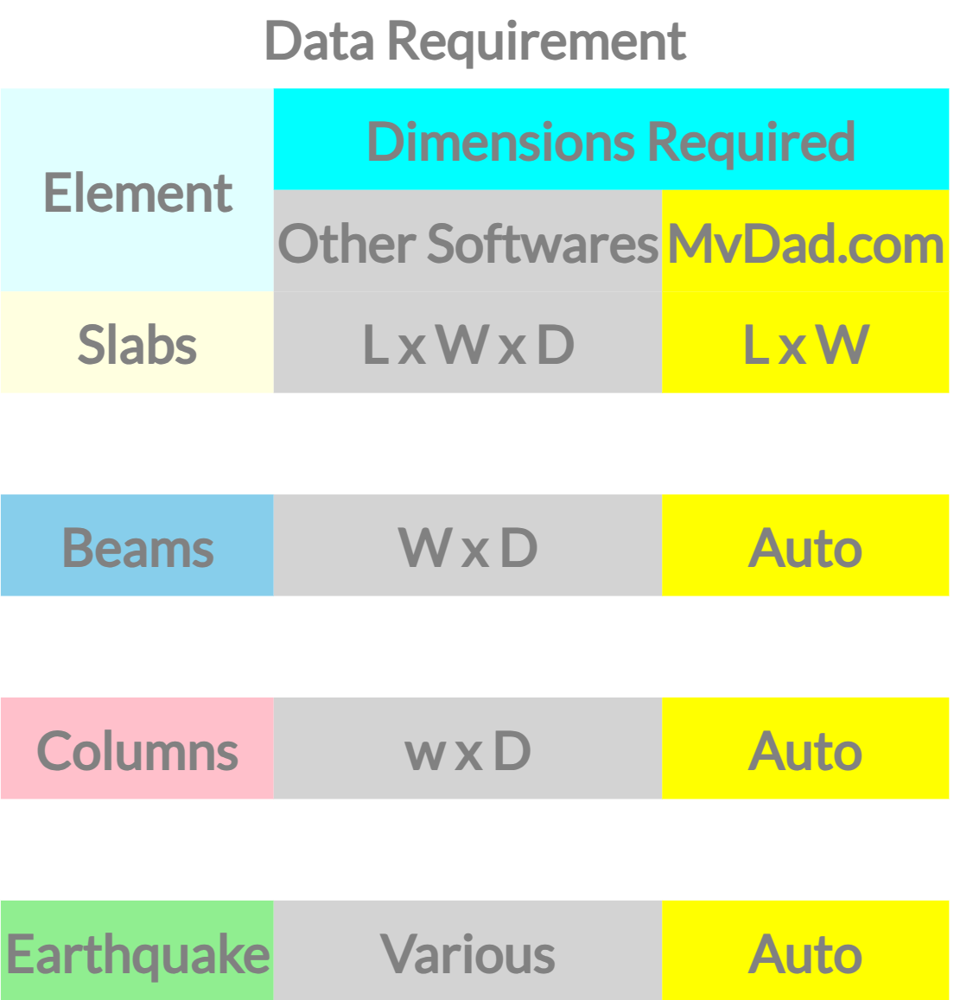 Data Requirement
Dimensions Required
Element
Other Softwares MvDad.com
Slabs L x W x D L x W
Beams W x D Auto
Columns w x D Auto
Earthquake Various Auto